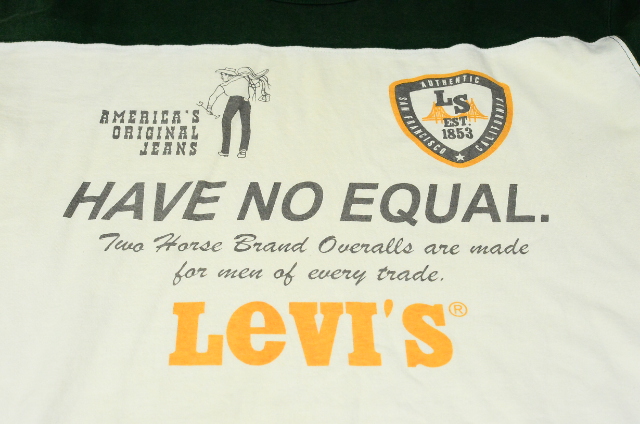 AMERICA'S
ORIGINAL
JEANS
AUTHENTIC
SAN FRANCISCO
CALIFORNIA
LS
EST.
1853
HAVE NO EQUAL.
Two Horse Brand Overalls are made
for men of every trade.
LeVI'S®